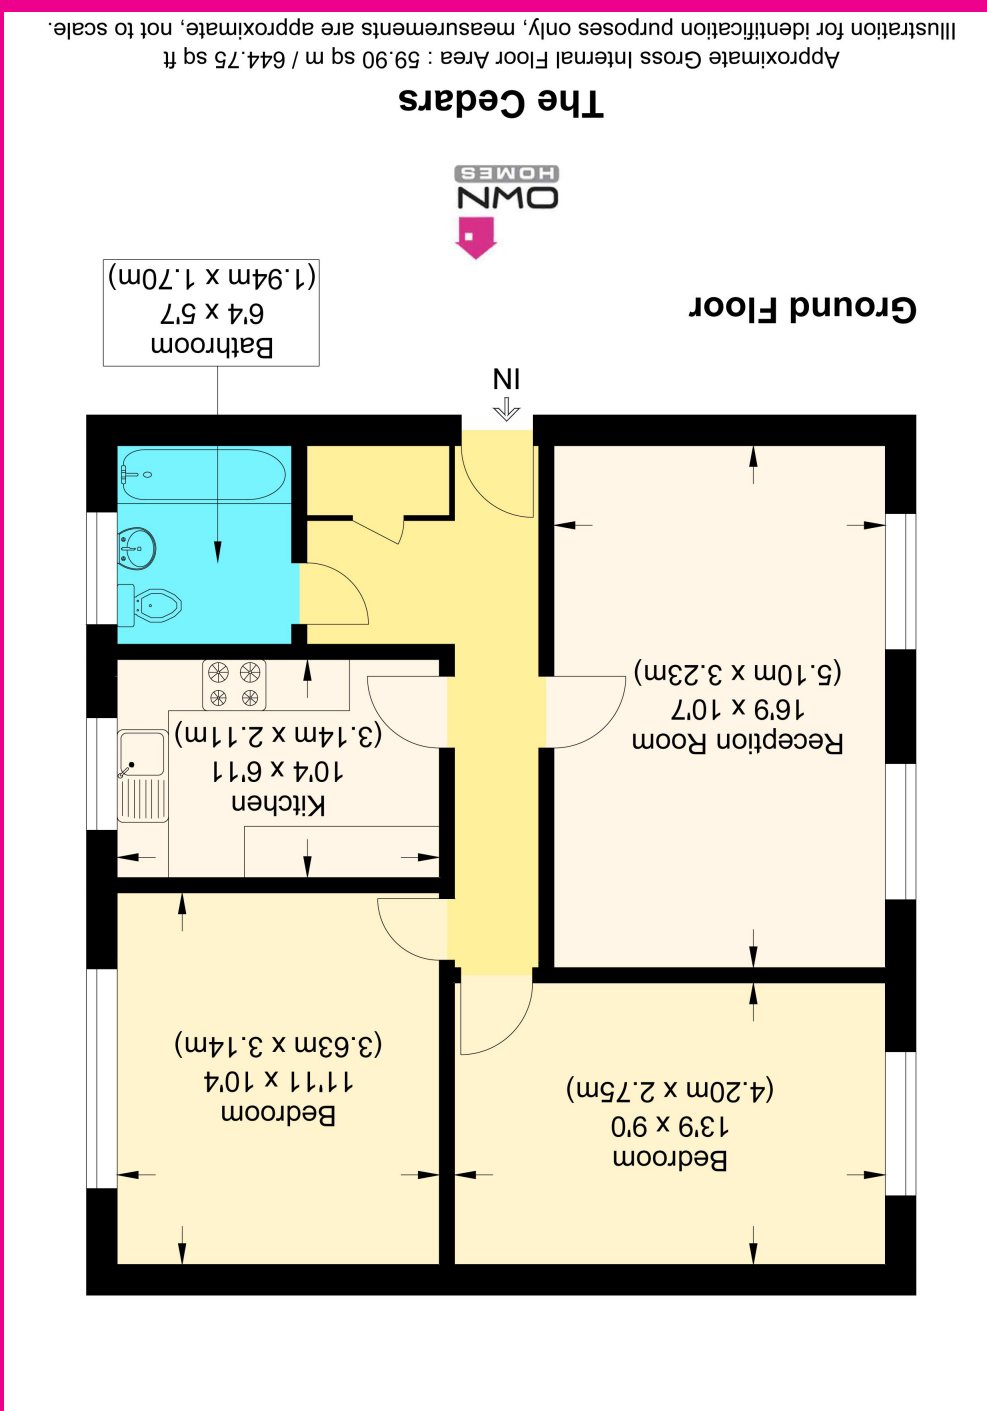 Bedroom
13'9 x 9'0
(4.20m x 2.75m)
Bedroom
11'11 x 10'4
(3.63m x 3.14m)
Kitchen
10'4 x 6'11
(3.14m x 2.11m)
Reception Room
16'9 x 10'7
(5.10m x 3.23m)
IN
Bathroom
6'4 x 5'7
(1.94m x 1.70m)
Ground Floor
OWN
HOMES
The Cedars
Approximate Gross Internal Floor Area : 59.90 sq m / 644.75 sq ft
Illustration for identification purposes only, measurements are approximate, not to scale.